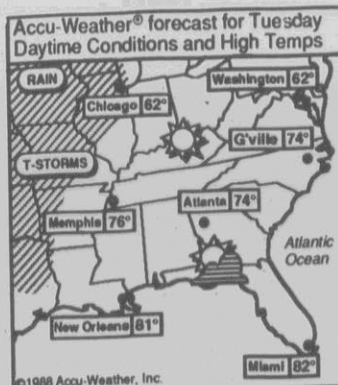 Accu-Weather® forecast for Tuesday
Daytime Conditions and High Temps
RAIN
Washington 62°
Chicago 62°
G'ville 74°
T-STORMS
Atlanta 74°
Memphis 76°
Atlantic
Ocean
New Orleans 81°
Miami 82°
©1988 Accu-Weather, Inc.